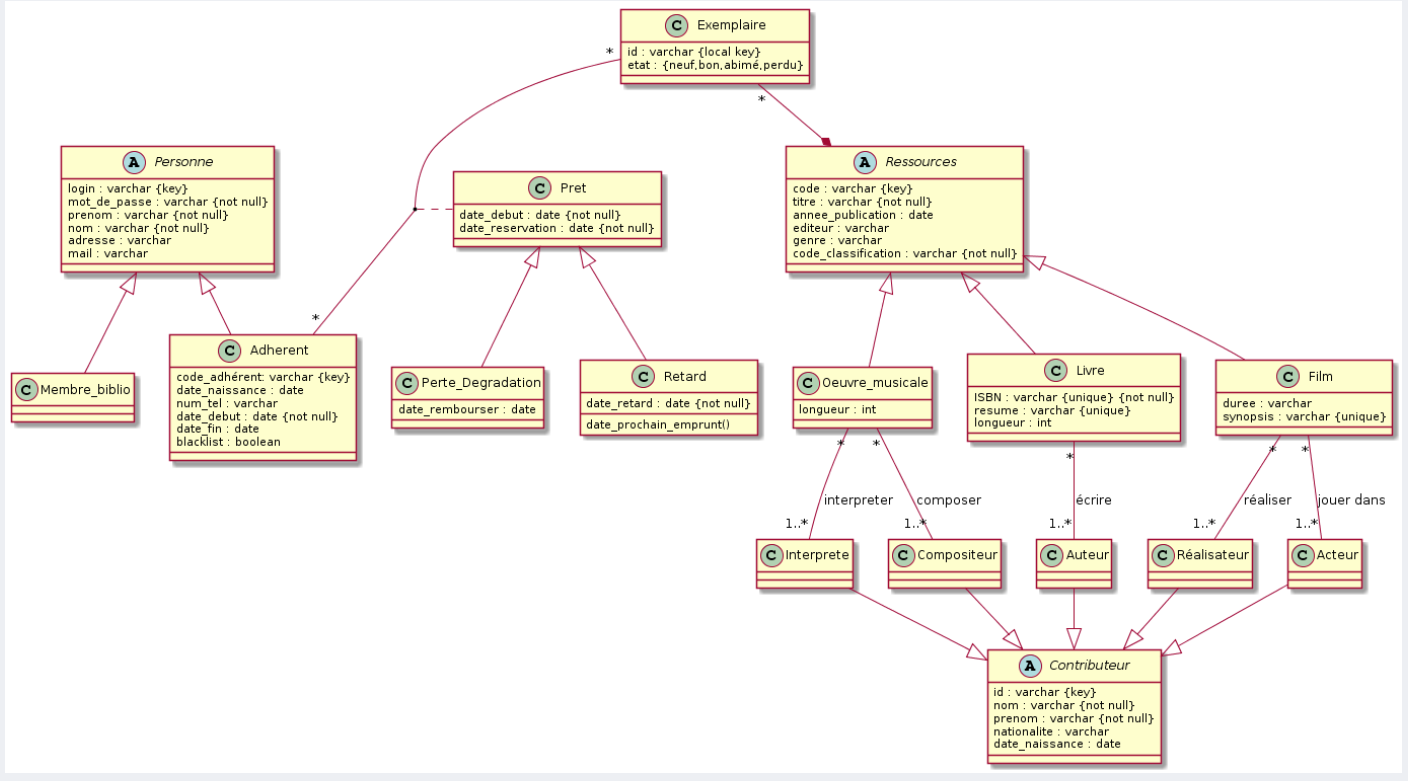 C Exemplaire
id : varchar {local key}
etat : {neuf,bon,abimé,perdu}
*
*
A Personne
login : varchar {key}
mot_de_passe : varchar {not null}
prenom : varchar {not null}
nom : varchar {not null}
adresse : varchar
mail : varchar
C Pret
date_debut : date {not null}
date_reservation : date {not null}
A Ressources
code : varchar {key}
titre : varchar {not null}
annee_publication : date
editeur : varchar
genre : varchar
code_classification : varchar {not null}
*
C Membre_biblio
C Adherent
code_adhérent: varchar {key}
date_naissance : date
num_tel : varchar
date_debut : date {not null}
date_fin : date
blacklist : boolean
C Perte_Degradation
date_rembourser : date
C Retard
date_retard : date {not null}
date_prochain_emprunt()
C Oeuvre_musicale
longueur : int
C Livre
ISBN : varchar {unique} {not null}
resume : varchar {unique}
longueur : int
C Film
duree : varchar
synopsis : varchar {unique}
* * * * *
interpreter composer écrire réaliser jouer dans
1..* 1..* 1..* 1..* 1..*
C Interprete
C Compositeur
C Auteur
C Réalisateur
C Acteur
A Contributeur
id : varchar {key}
nom : varchar {not null}
prenom : varchar {not null}
nationalite : varchar
date_naissance : date